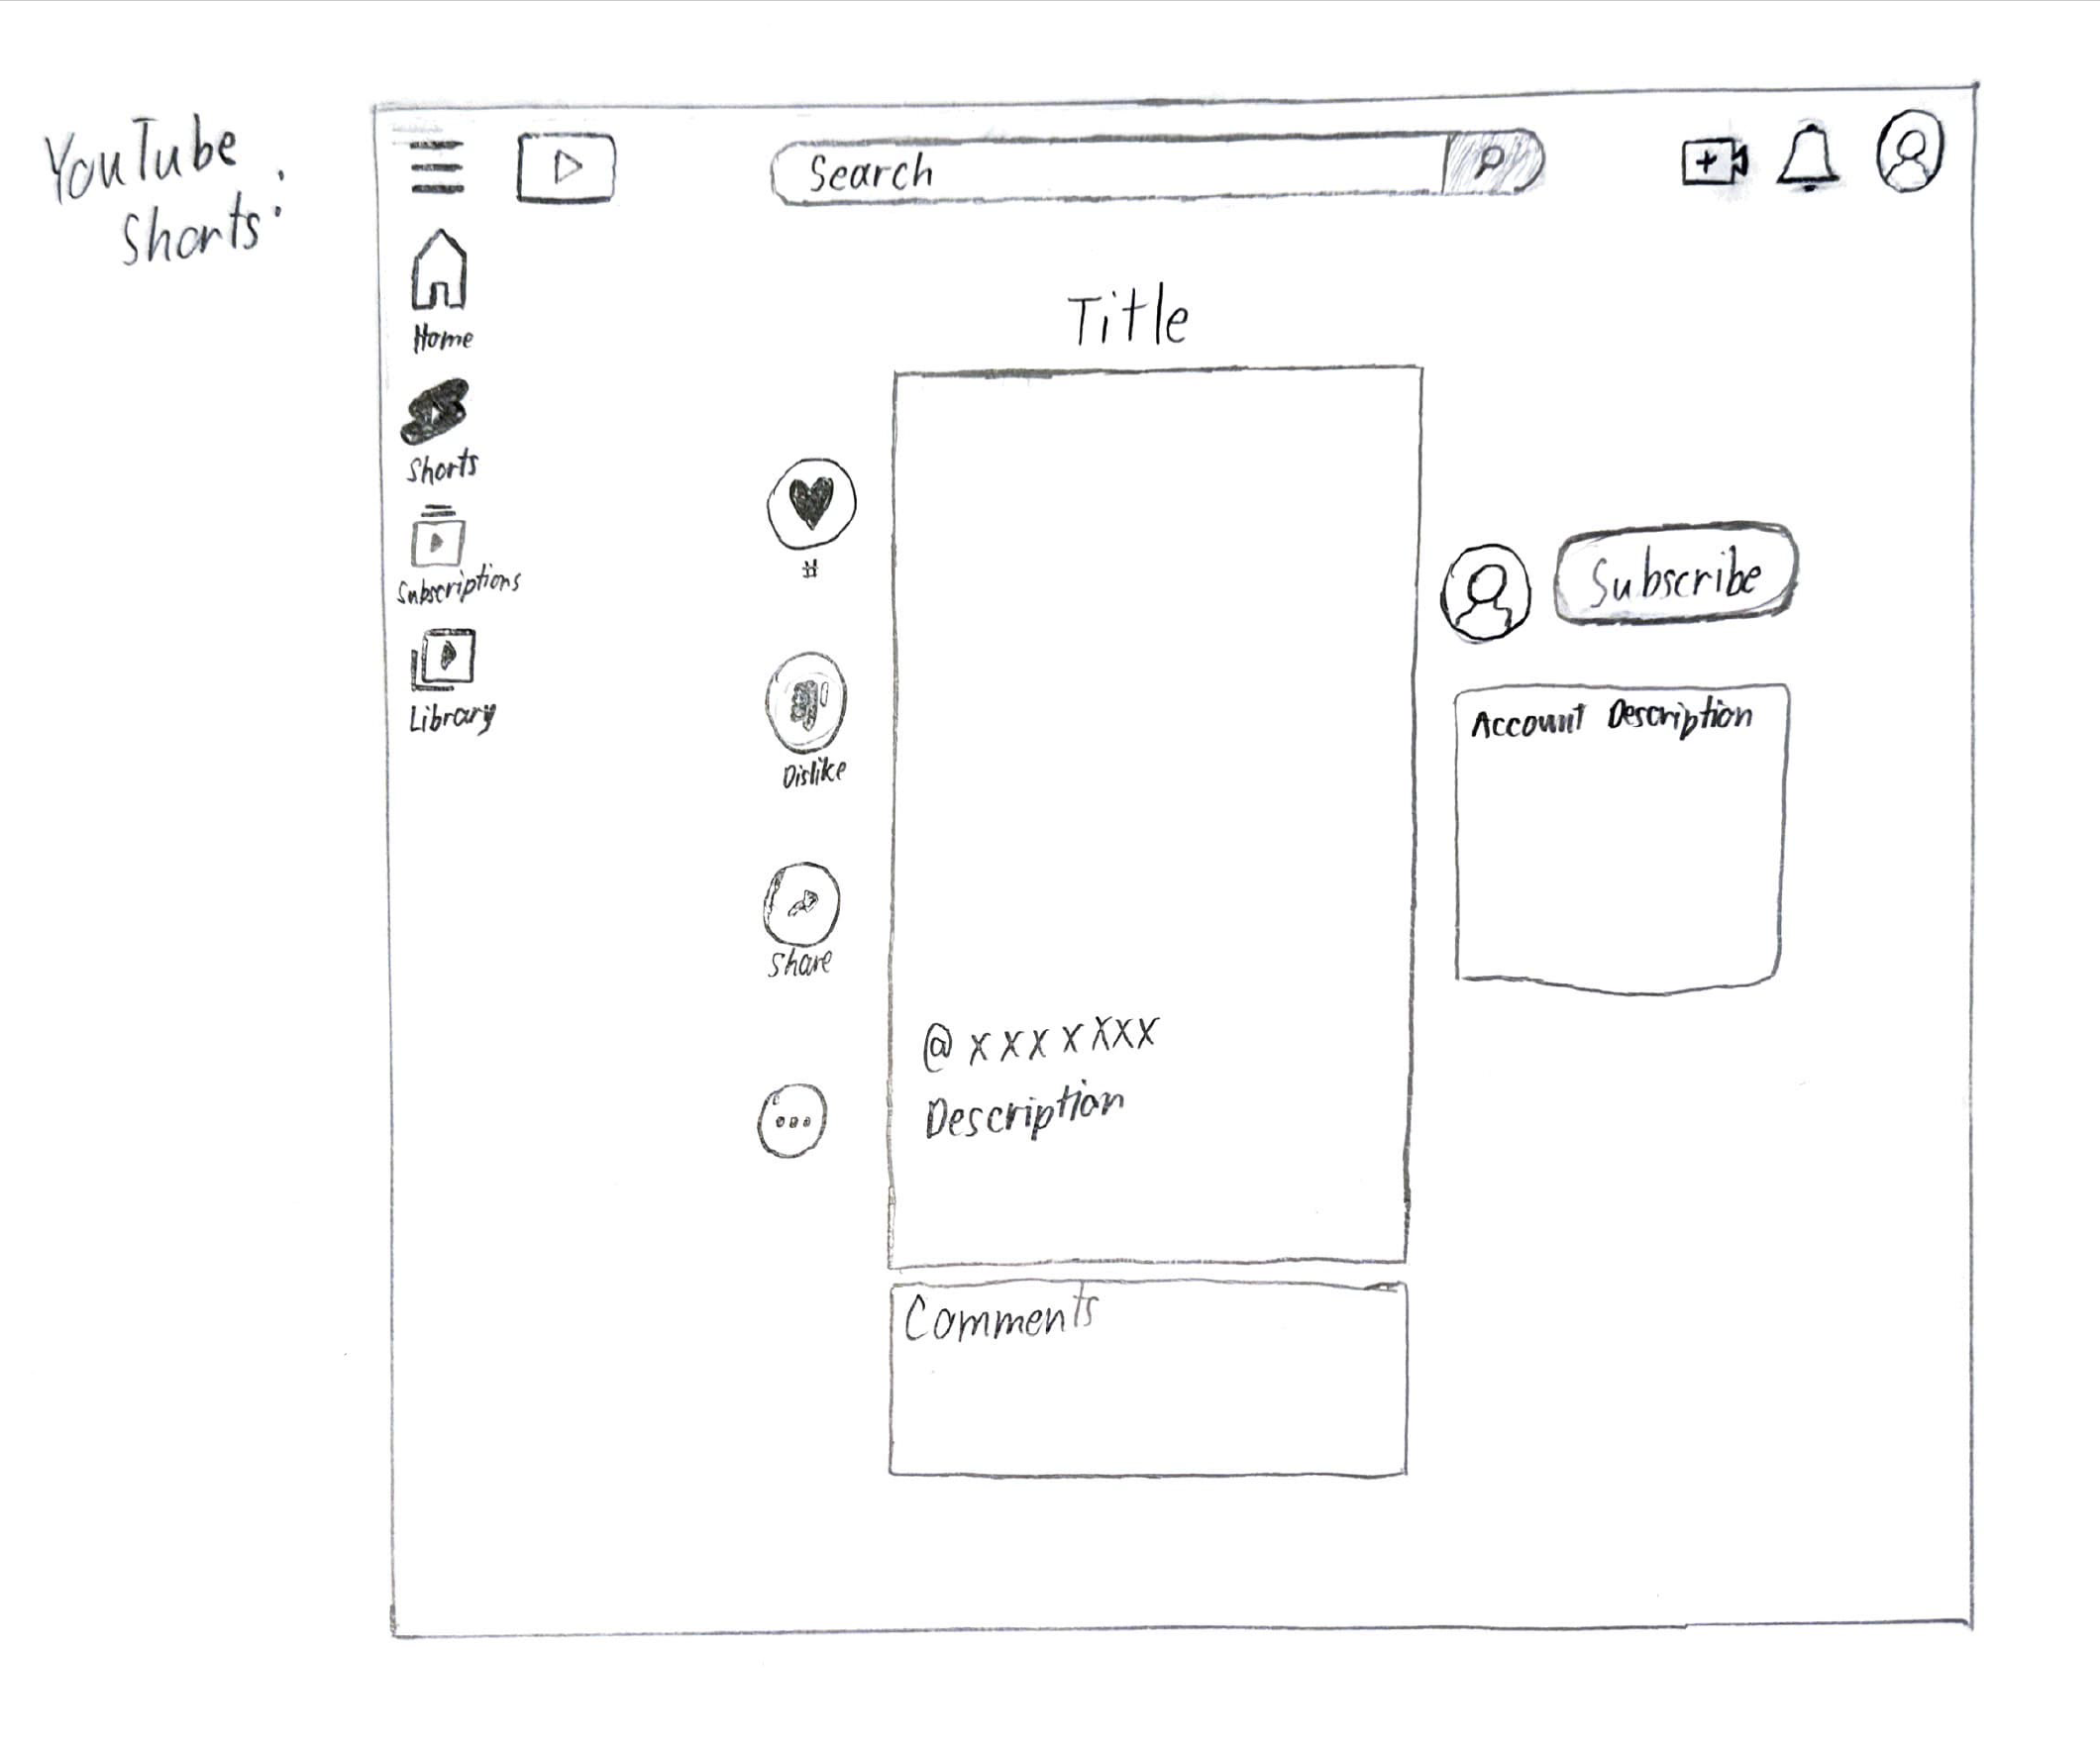 YouTube
Shorts:
Search
Home
Shorts
Subscriptions
Library
Title
#
Dislike
Share
Subscribe
Account Description
@xxxxxxx
Description
Comments